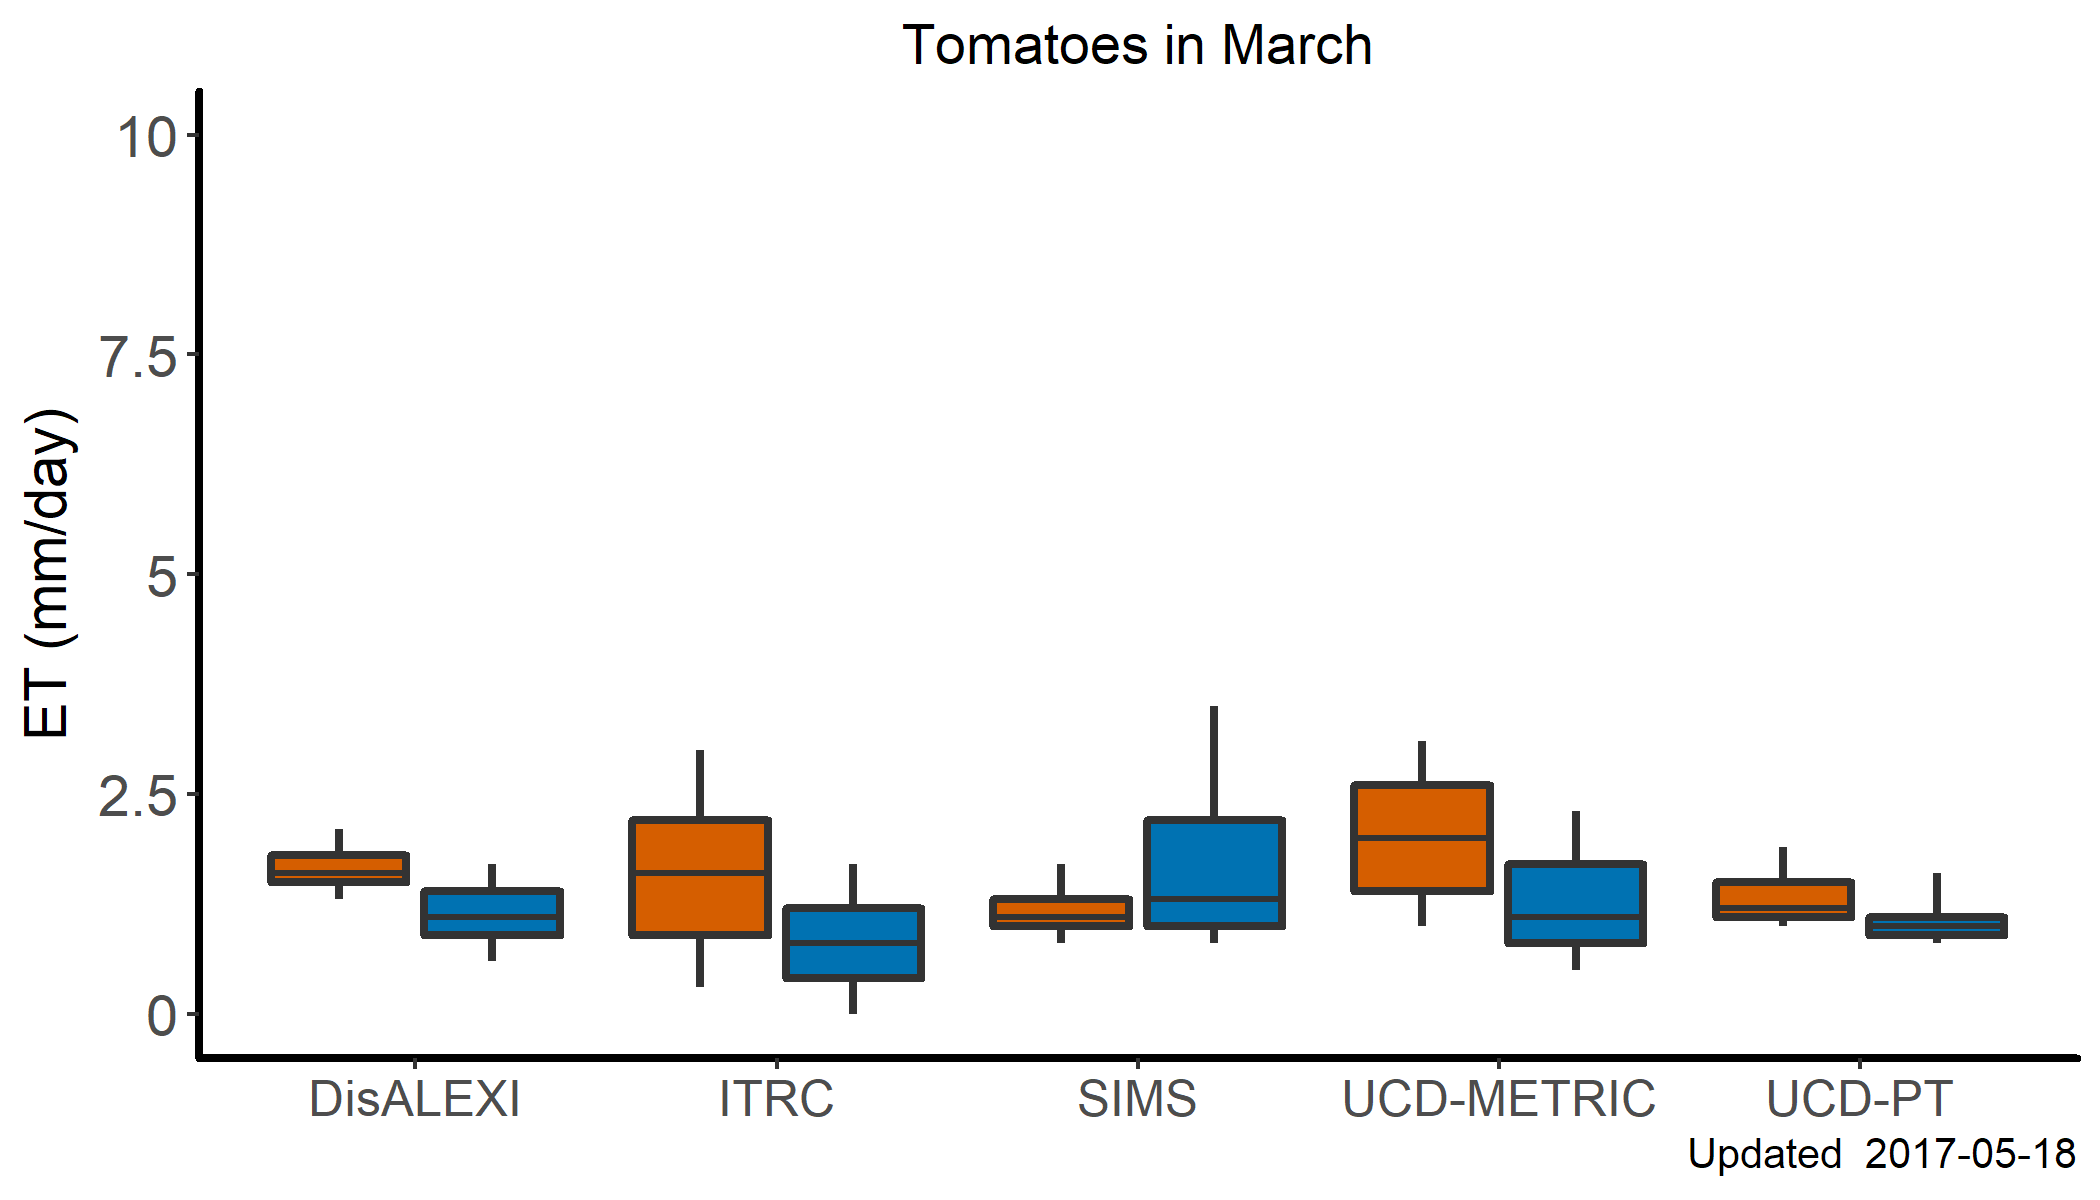 Tomatoes in March
ET (mm/day)
10
7.5
5
2.5
0
DisALEXI ITRC SIMS UCD-METRIC UCD-PT
Updated  2017-05-18